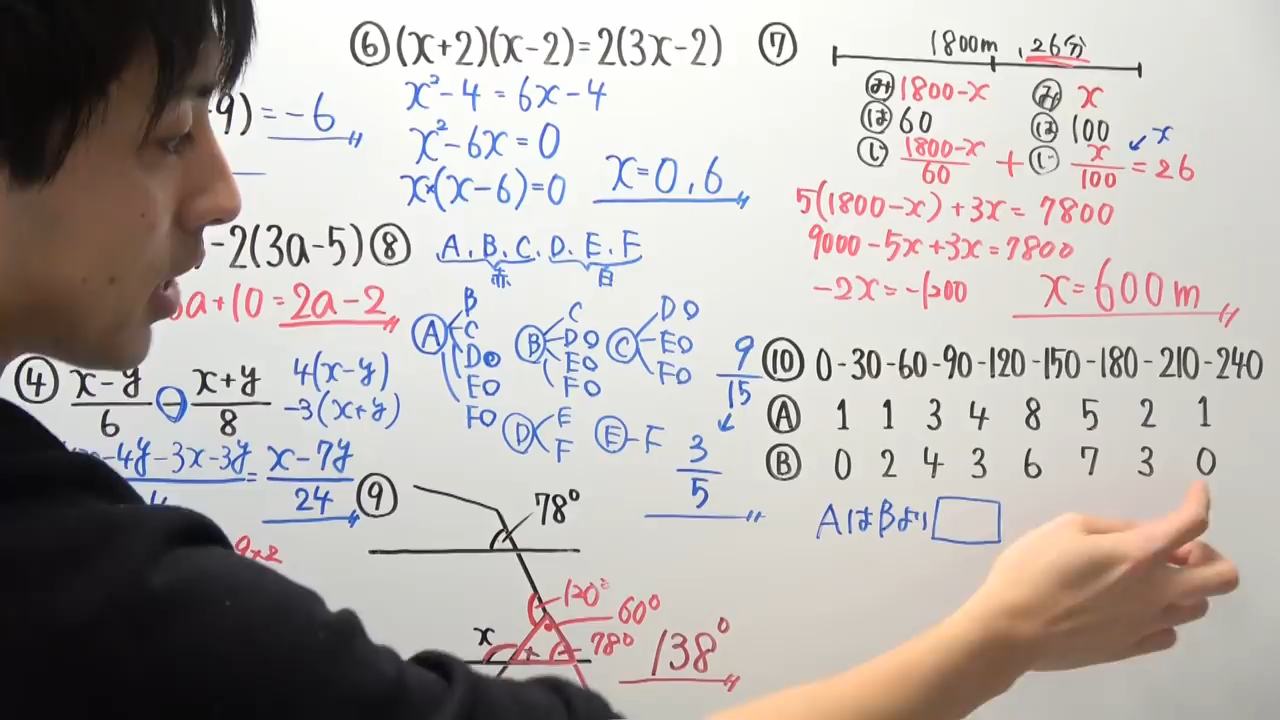 9) = -6
-2(3a-5)
6a+10 = 2a-2
④ x-y/6 - x+y/8
4(x-y)
-3(x+y)
-4y-3x-3y = x-7y/24
⑥ (x+2)(x-2)=2(3x-2)
x²-4 = 6x-4
x²-6x=0
x(x-6)=0
x=0,6
⑦ 1800m, 26分
み 1800-x み x
は 60 は 100
じ 1800-x/60 + じ x/100 = 26
x
5(1800-x)+3x=7800
9000-5x+3x=7800
-2x=-1200
x=600m
⑧ A.B.C.D.E.F
赤 白
A B
C
D○
E○
F○
B C
D○
E○
F○
C D○
E○
F○
D E
F
E-F
9/15
3/5
⑨ 78°
120°
60°
x
78°
138°
⑩ 0-30-60-90-120-150-180-210-240
A 1 1 3 4 8 5 2 1
B 0 2 4 3 6 7 3 0
AはBより